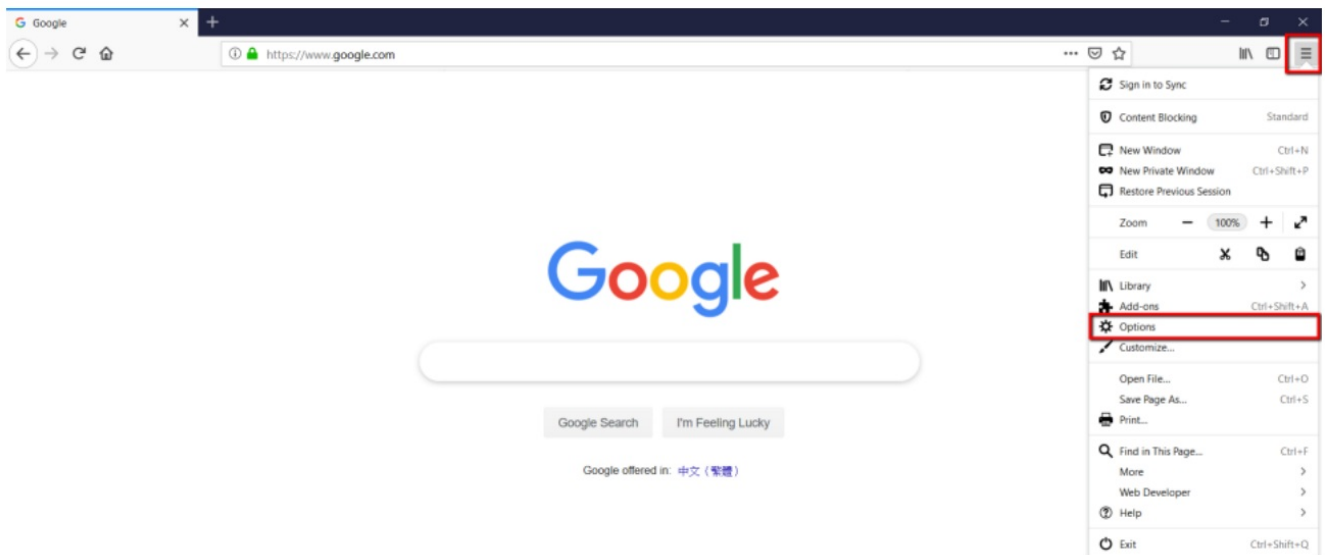 Google
https://www.google.com
Sign in to Sync
Content Blocking Standard
New Window Ctrl+N
New Private Window Ctrl+Shift+P
Restore Previous Session
Zoom 100%
Edit
Library
Add-ons Ctrl+Shift+A
Options
Customize...
Open File... Ctrl+O
Save Page As... Ctrl+S
Print...
Find in This Page... Ctrl+F
More
Web Developer
Help
Exit Ctrl+Shift+Q
Google
Google Search I'm Feeling Lucky
Google offered in: 中文 (繁體)